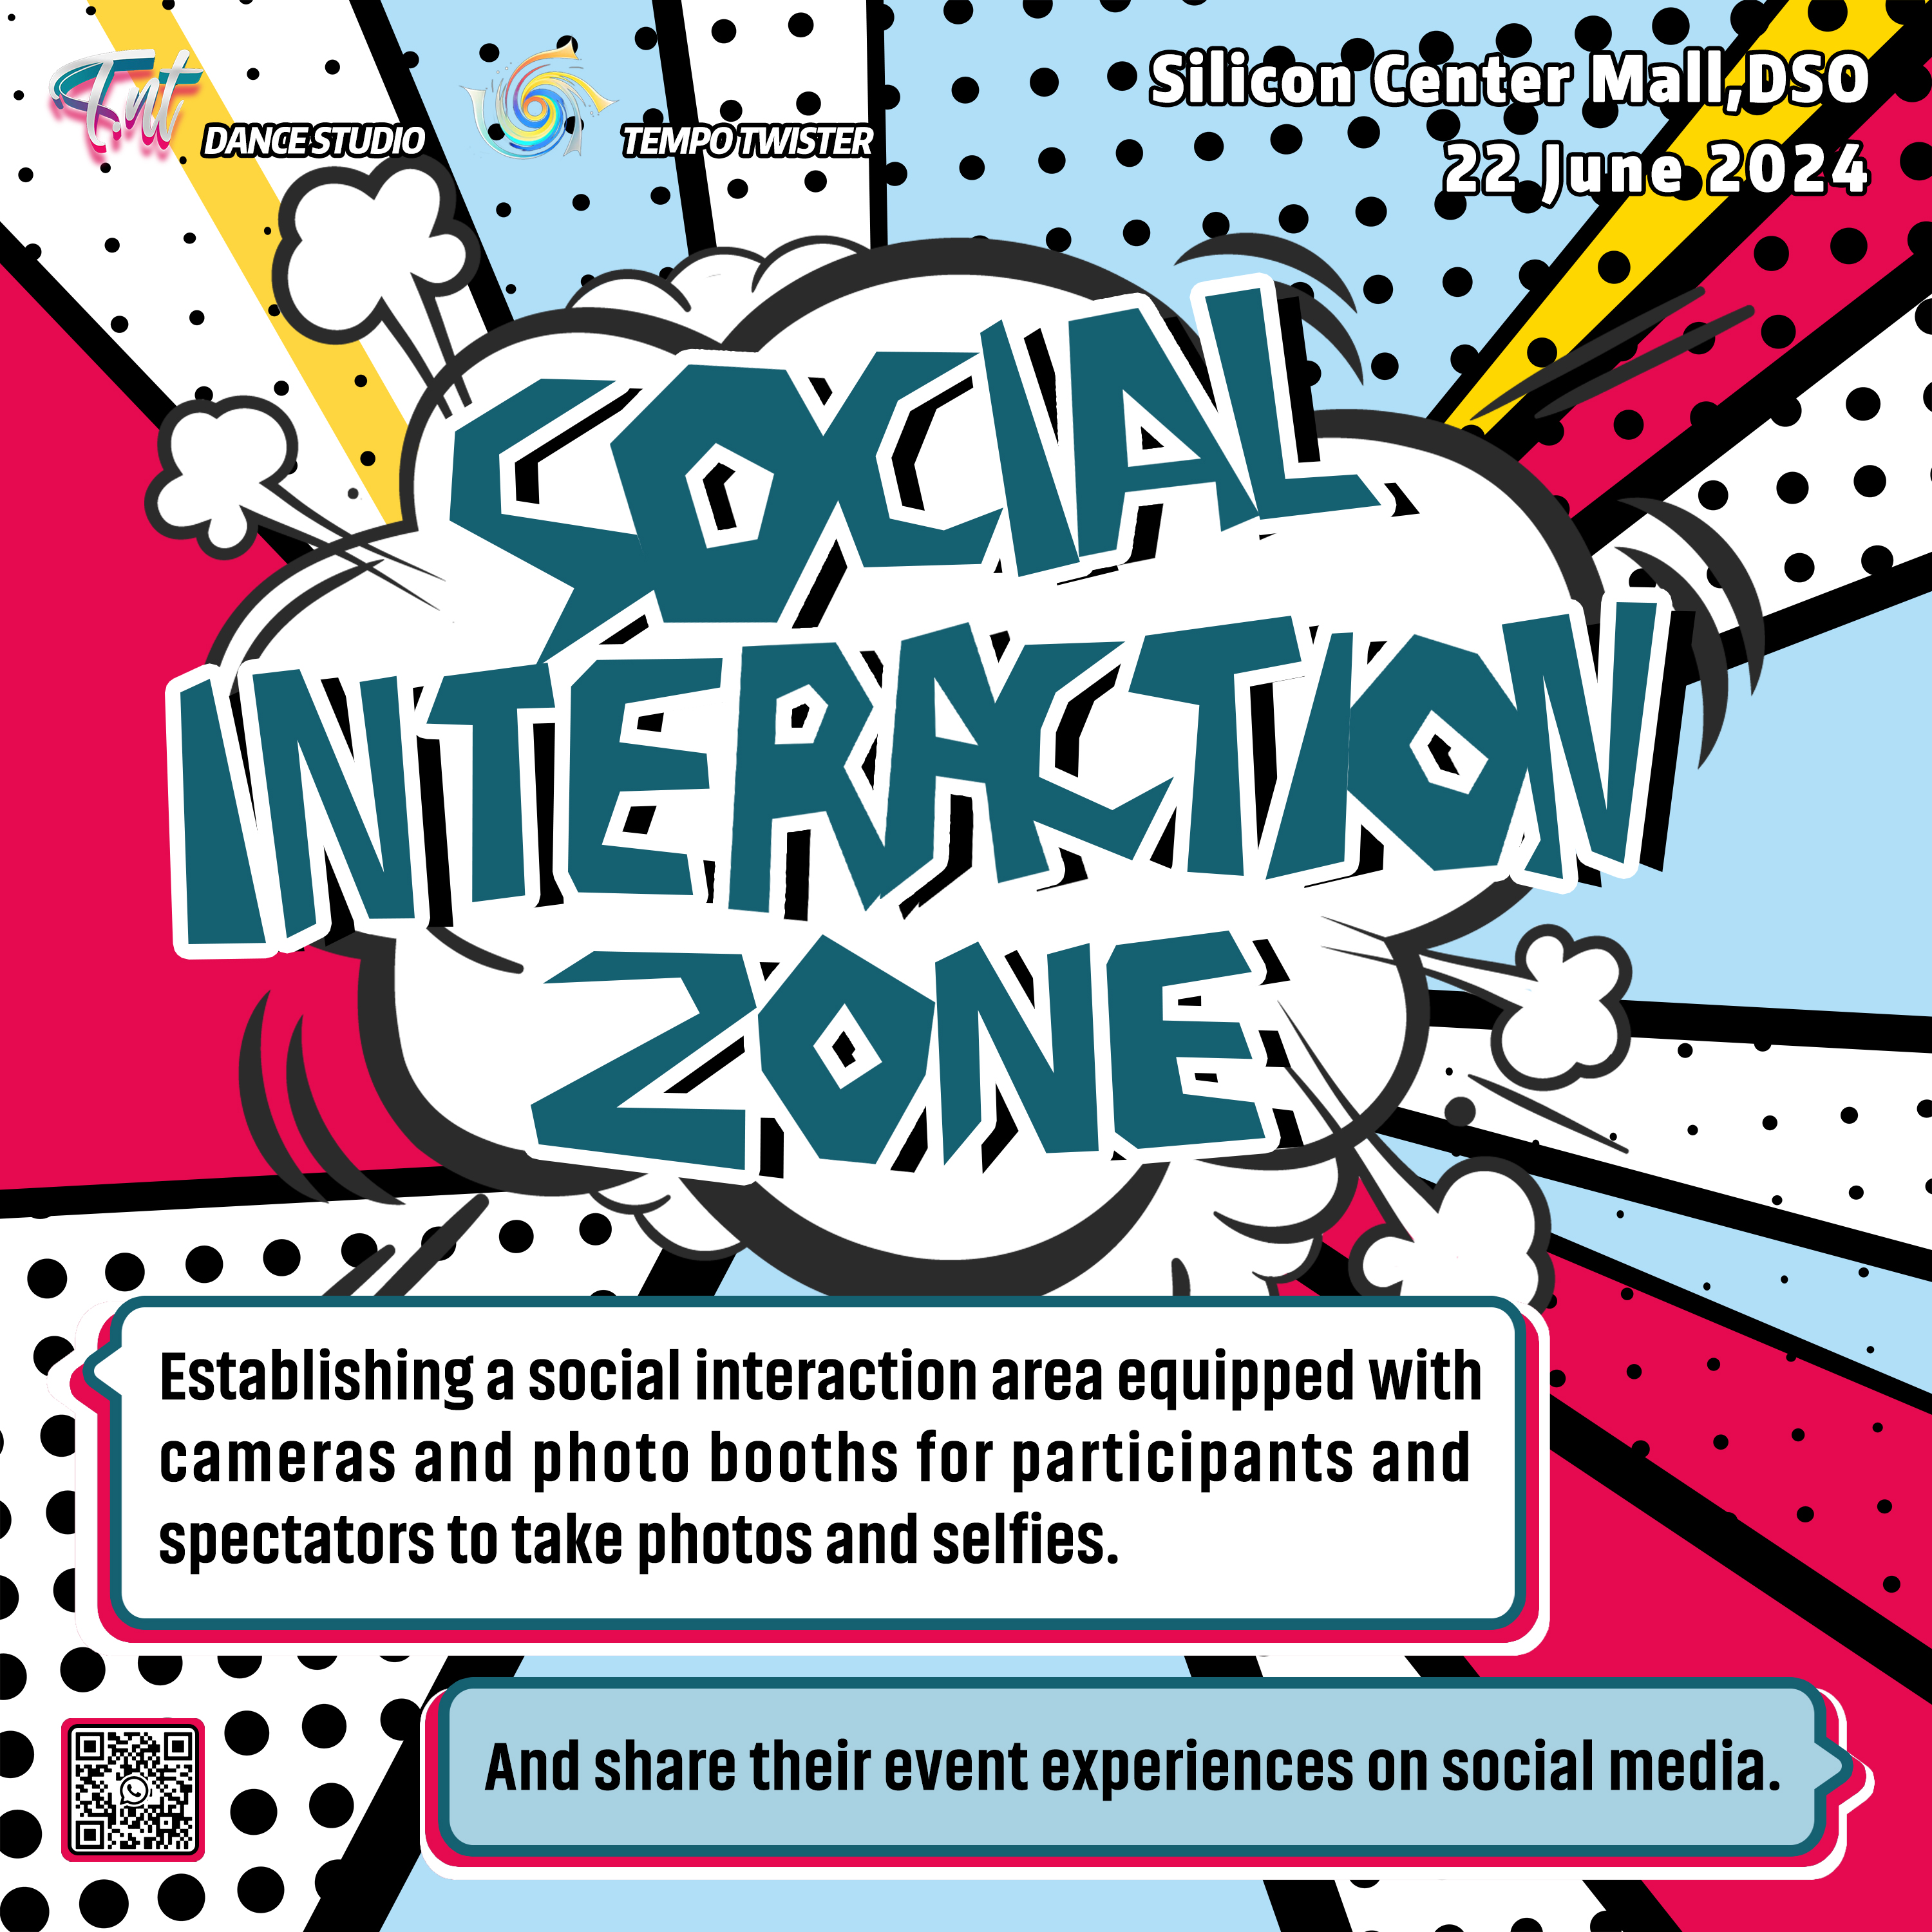 T.nt
DANCE STUDIO
TEMPO TWISTER
Silicon Center Mall,DSO
22 June 2024
SOCIAL
INTERACTION
ZONE
Establishing a social interaction area equipped with
cameras and photo booths for participants and
spectators to take photos and selfies.
And share their event experiences on social media.